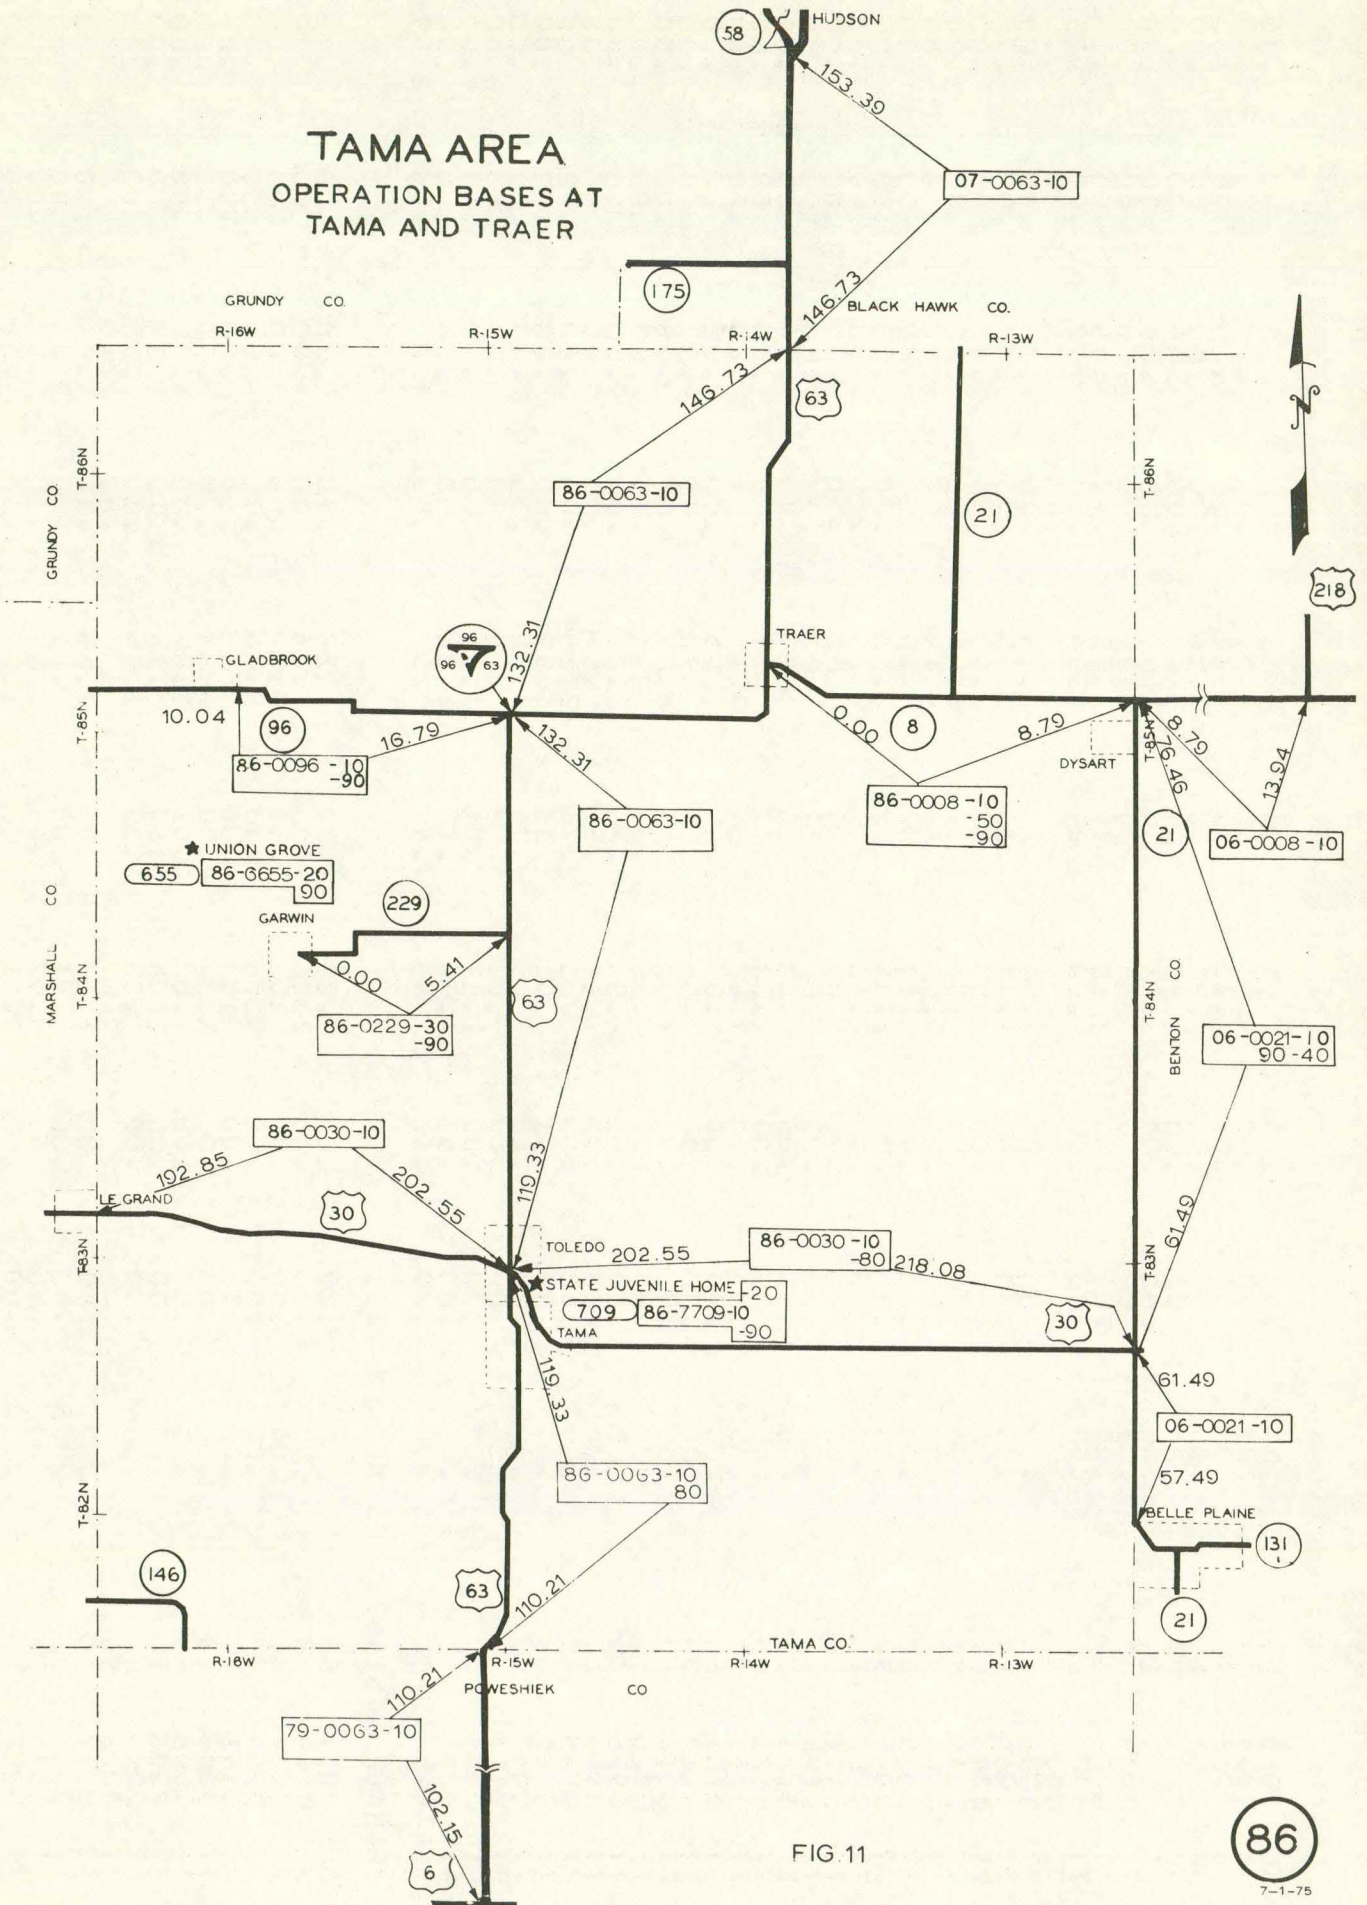 58
HUDSON
153.39
TAMA AREA
OPERATION BASES AT
TAMA AND TRAER
07-0063-10
175
146.73
GRUNDY CO.
BLACK HAWK CO.
R-16W
R-15W
R-14W
R-13W
146.73
63
T-86N
T-86N
GRUNDY CO.
86-0063-10
21
218
132.31
96
96 63
TRAER
GLADBROOK
10.04
96
16.79
T-85N
132.31
0.00
8
8.79
DYSART
T-85N
8.79
76.46
13.94
86-0096-10
-90
86-0063-10
86-0008-10
-50
-90
21
06-0008-10
UNION GROVE
655
86-6655-20
90
GARWIN
229
MARSHALL CO.
T-84N
0.00
5.41
63
T-84N
BENTON CO
86-0229-30
-90
06-0021-10
90-40
86-0030-10
192.85
202.55
119.33
61.49
LE GRAND
30
T-83N
TOLEDO
202.55
86-0030-10
-80
218.08
T-83N
STATE JUVENILE HOME
-20
709
86-7709-10
-90
TAMA
30
119.33
61.49
06-0021-10
86-0063-10
80
57.49
T-82N
BELLE PLAINE
131
146
63
110.21
21
TAMA CO.
R-16W
R-15W
R-14W
R-13W
POWESHIEK CO
110.21
79-0063-10
102.15
6
FIG. 11
86
7-1-75